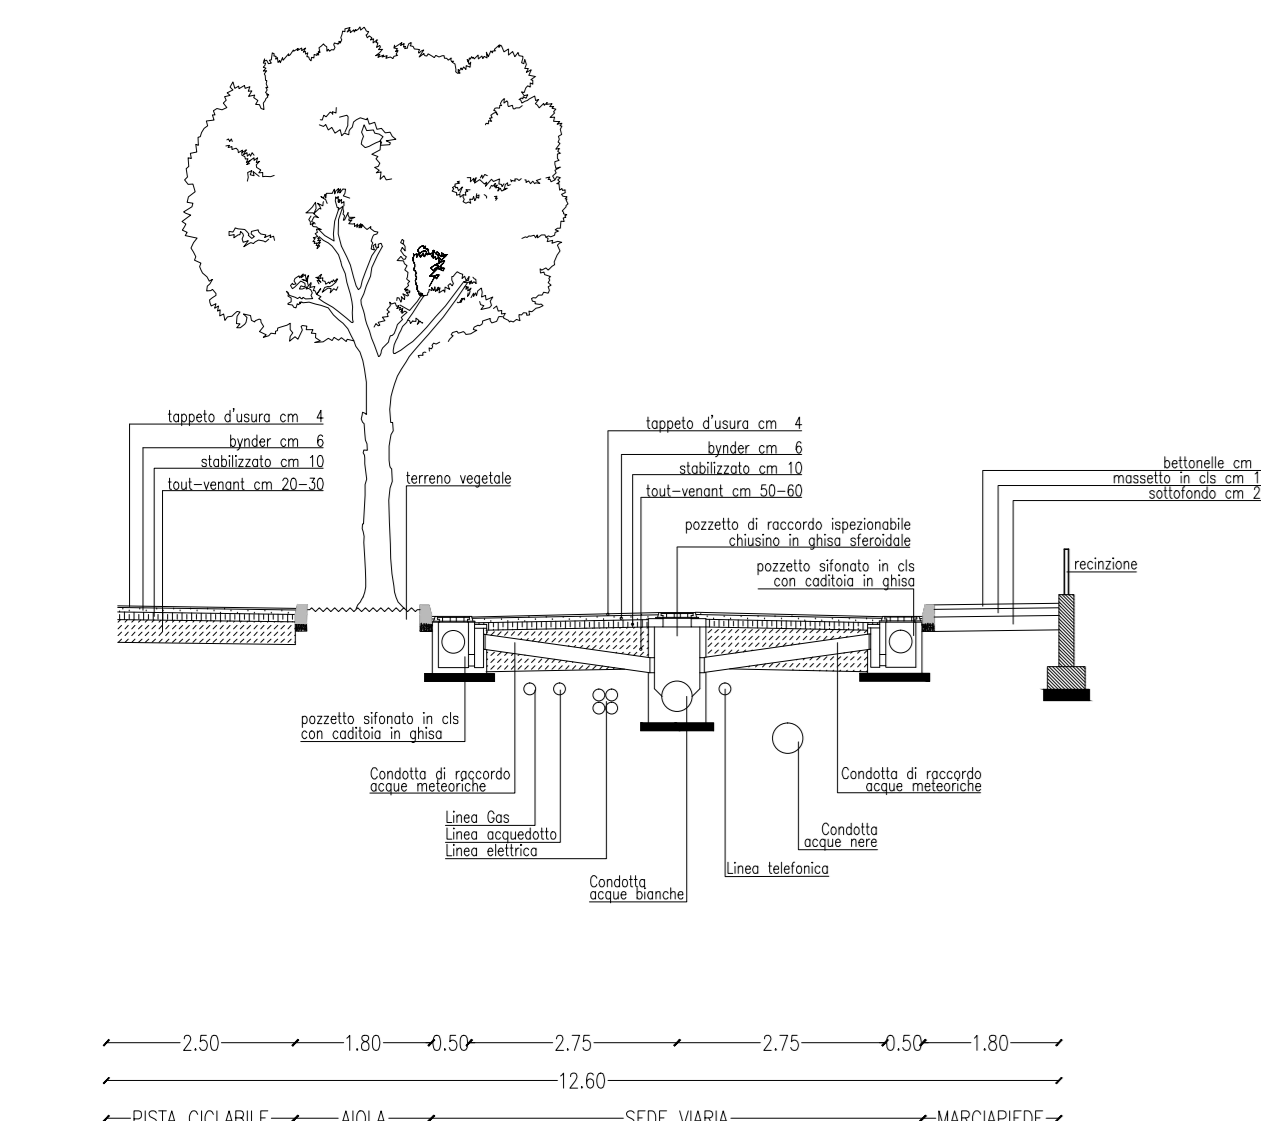 tappeto d'usura cm 4
bynder cm 6
stabilizzato cm 10
tout-venant cm 20-30
terreno vegetale
tappeto d'usura cm 4
bynder cm 6
stabilizzato cm 10
tout-venant cm 50-60
pozzetto di raccordo ispezionabile
chiusino in ghisa sferoidale
pozzetto sifonato in cls
con caditoia in ghisa
bettonelle cm
massetto in cls cm 1
sottofondo cm 2
recinzione
pozzetto sifonato in cls
con caditoia in ghisa
Condotta di raccordo
acque meteoriche
Linea Gas
Linea acquedotto
Linea elettrica
Condotta
acque bianche
Linea telefonica
Condotta
acque nere
Condotta di raccordo
acque meteoriche
2.50 1.80 0.50 2.75 2.75 0.50 1.80
12.60
PISTA CICLABILE AIOLA SEDE VIARIA MARCIAPIEDE